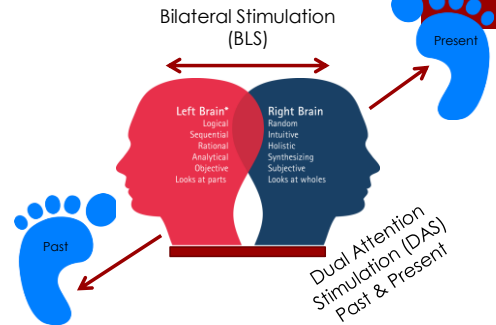 Bilateral Stimulation
(BLS)
Present
Left Brain*
Logical
Sequential
Rational
Analytical
Objective
Looks at parts
Right Brain
Random
Intuitive
Holistic
Synthesizing
Subjective
Looks at wholes
Past
Dual Attention
Stimulation (DAS)
Past & Present